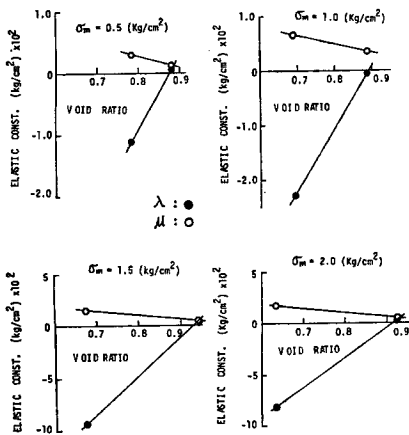 σm = 0.5 (Kg/cm²)
ELASTIC CONST. (kg/cm²) x10²
0.5
0
-1.0
-2.0
0.7 0.8 0.9
VOID RATIO
σm = 1.0 (Kg/cm²)
ELASTIC CONST. (kg/cm²) x10²
1.0
0
-1.0
-2.0
0.7 0.8 0.9
VOID RATIO
λ : ●
μ : ○
σm = 1.5 (kg/cm²)
ELASTIC CONST. (kg/cm²) x10²
5
0
-5
-10
0.7 0.8 0.9
VOID RATIO
σm = 2.0 (Kg/cm²)
ELASTIC CONST. (kg/cm²) x10²
5
0
-5
-10
0.7 0.8 0.9
VOID RATIO